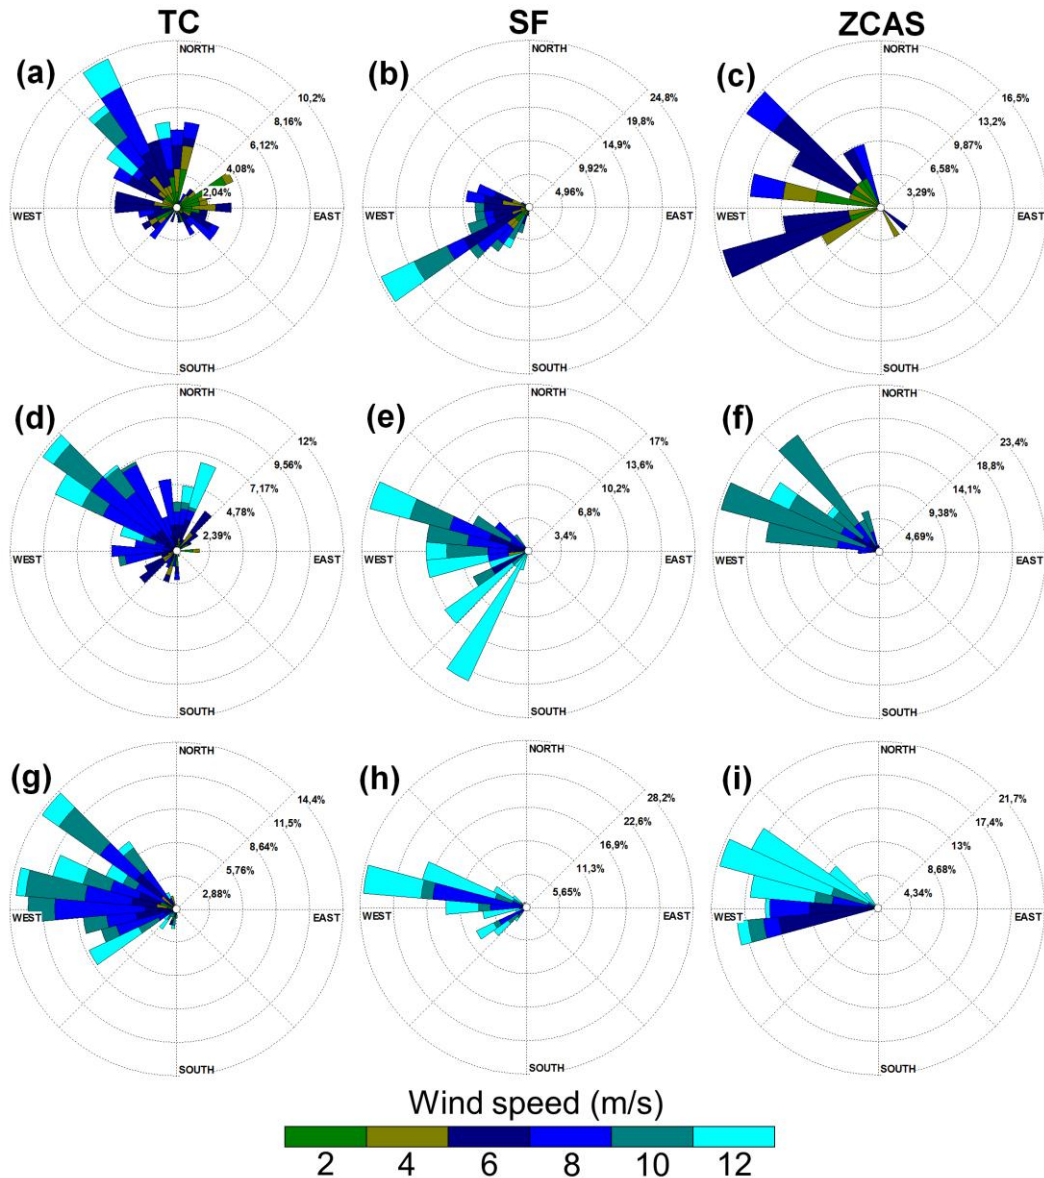 TC SF ZCAS
(a) NORTH 10,2% 8,16% 6,12% 4,08% 2,04% WEST EAST SOUTH
(b) NORTH 24,8% 19,8% 14,9% 9,92% 4,96% WEST EAST SOUTH
(c) NORTH 16,5% 13,2% 9,87% 6,58% 3,29% WEST EAST SOUTH
(d) NORTH 12% 9,56% 7,17% 4,78% 2,39% WEST EAST SOUTH
(e) NORTH 17% 13,6% 10,2% 6,8% 3,4% WEST EAST SOUTH
(f) NORTH 23,4% 18,8% 14,1% 9,38% 4,69% WEST EAST SOUTH
(g) NORTH 14,4% 11,5% 8,64% 5,76% 2,88% WEST EAST SOUTH
(h) NORTH 28,2% 22,6% 16,9% 11,3% 5,65% WEST EAST SOUTH
(i) NORTH 21,7% 17,4% 13% 8,68% 4,34% WEST EAST SOUTH
Wind speed (m/s)
2 4 6 8 10 12